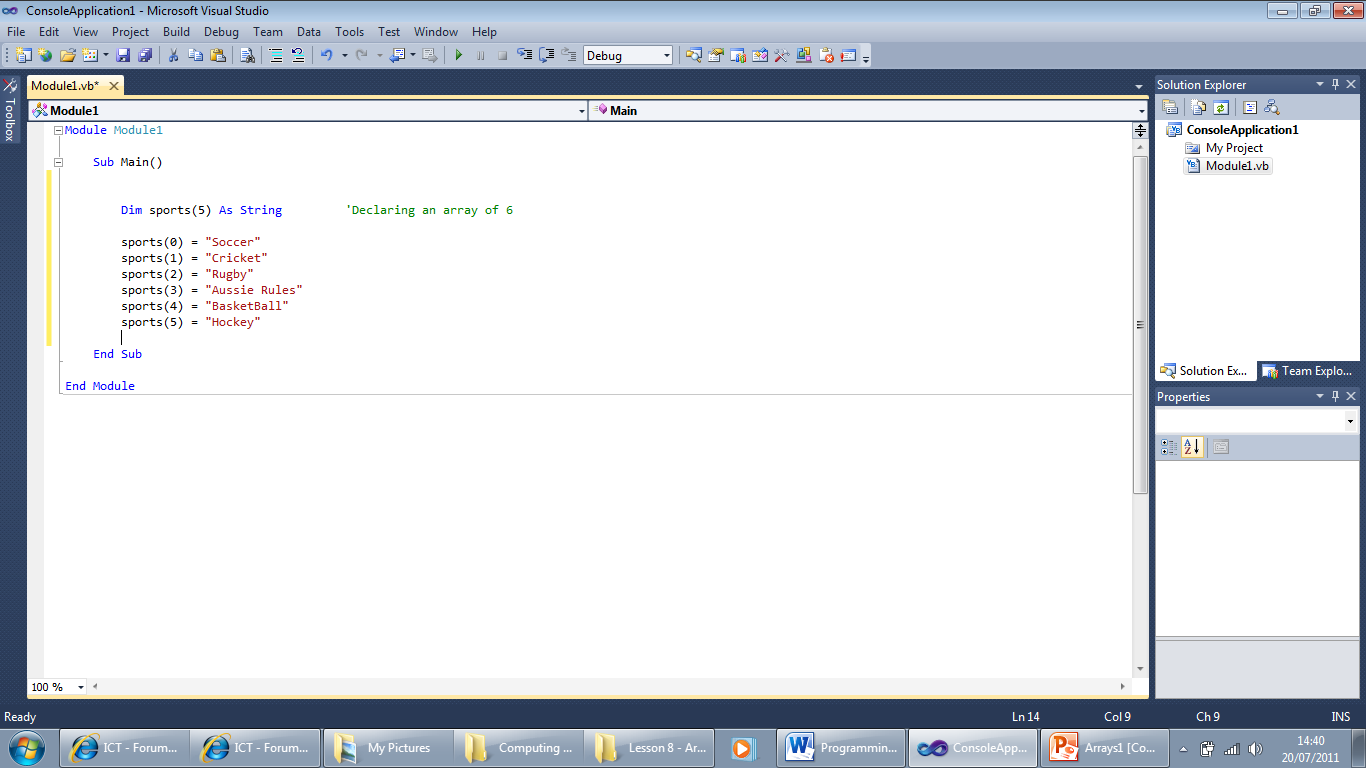 ConsoleApplication1 - Microsoft Visual Studio
File Edit View Project Build Debug Team Data Tools Test Window Help
Debug
Toolbox
Module1.vb*
Module1
Main
Module Module1
Sub Main()
Dim sports(5) As String 'Declaring an array of 6
sports(0) = "Soccer"
sports(1) = "Cricket"
sports(2) = "Rugby"
sports(3) = "Aussie Rules"
sports(4) = "BasketBall"
sports(5) = "Hockey"
End Sub
End Module
100 %
Solution Explorer
ConsoleApplication1
My Project
Module1.vb
Solution Ex... Team Explo...
Properties
Ready Ln 14 Col 9 Ch 9 INS
ICT - Forum... ICT - Forum... My Pictures Computing ... Lesson 8 - Ar... Programmin... ConsoleApp... Arrays1 [Co... 14:40
20/07/2011